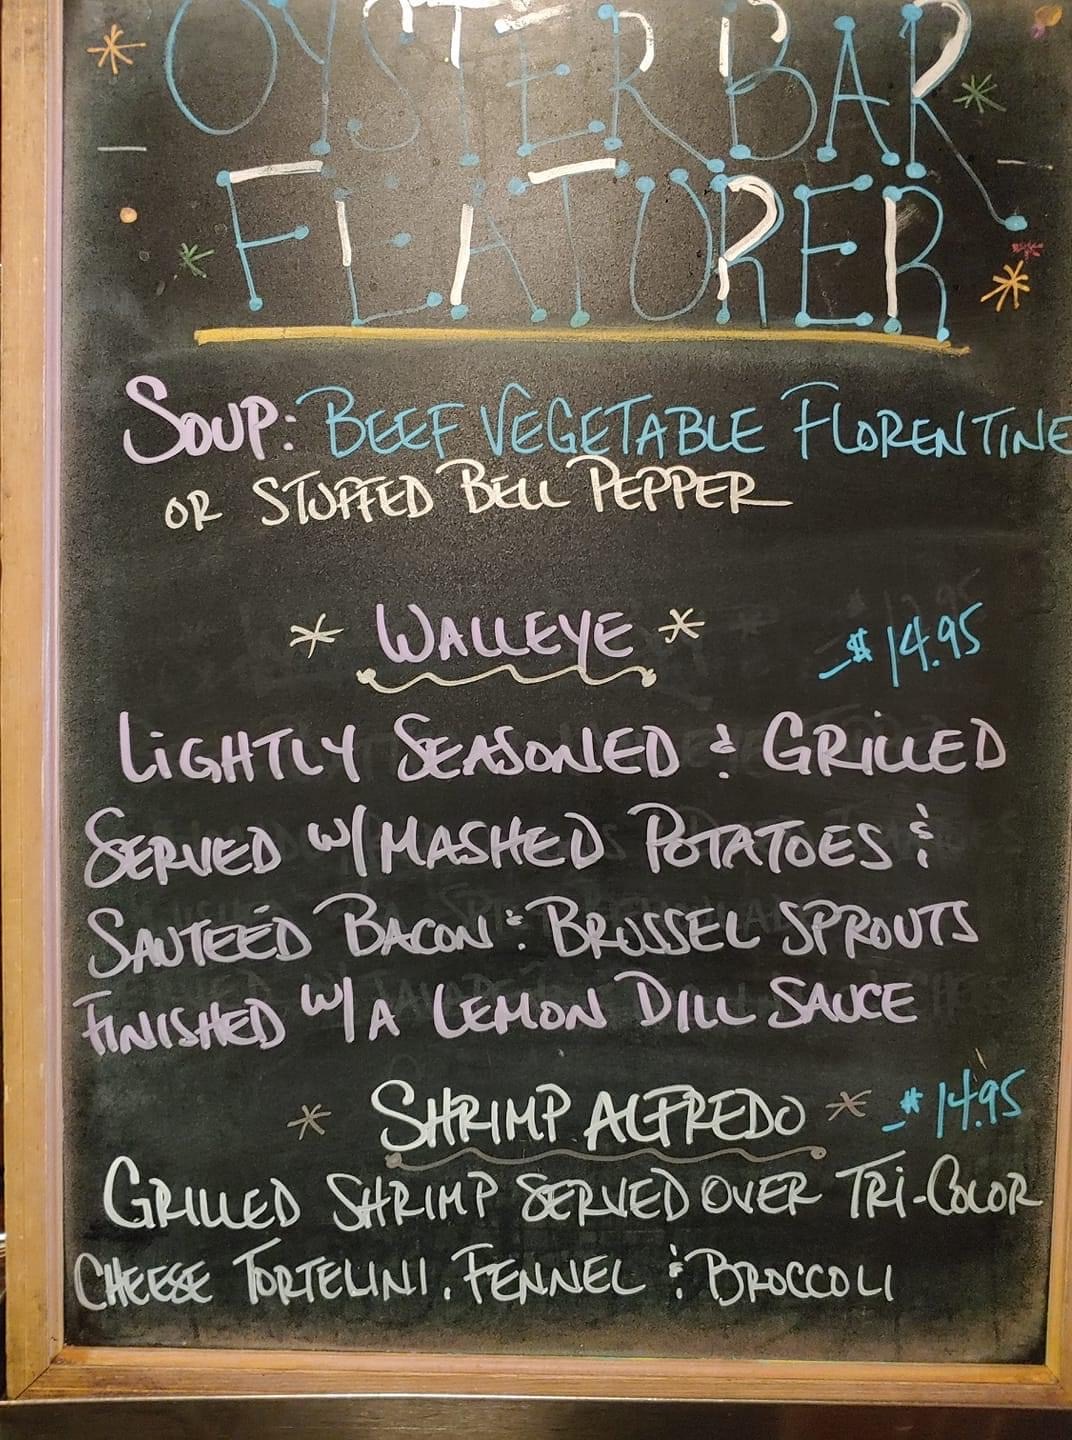 OYSTER BAR
FEATURER
SOUP: BEEF VEGETABLE FLORENTINE
OR STUFFED BELL PEPPER
* WALLEYE * $14.95
LIGHTLY SEASONED & GRILLED
SERVED W/ MASHED POTATOES &
SAUTEÉD BACON & BRUSSEL SPROUTS
FINISHED W/ A LEMON DILL SAUCE
* SHRIMP ALFREDO * $14.95
GRILLED SHRIMP SERVED OVER TRI-COLOR
CHEESE TORTELINI, FENNEL & BROCCOLI